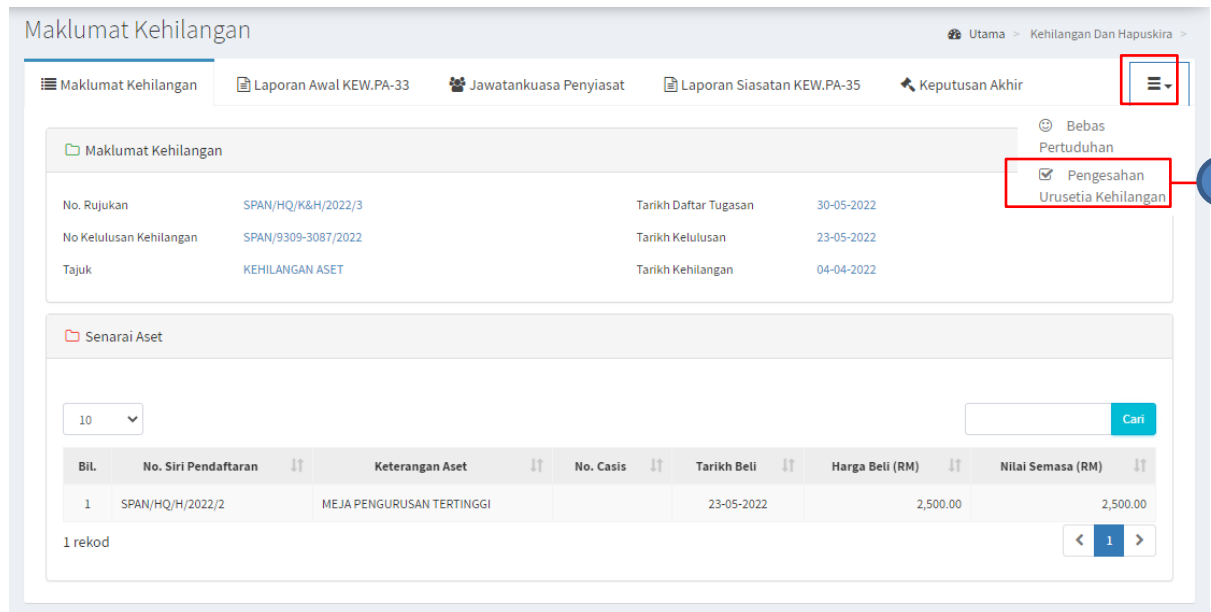 Maklumat Kehilangan
Utama > Kehilangan Dan Hapuskira >
Maklumat Kehilangan Laporan Awal KEW.PA-33 Jawatankuasa Penyiasat Laporan Siasatan KEW.PA-35 Keputusan Akhir
Bebas
Pertuduhan
Pengesahan
Urusetia Kehilangan
Maklumat Kehilangan
No. Rujukan SPAN/HQ/K&H/2022/3 Tarikh Daftar Tugasan 30-05-2022
No Kelulusan Kehilangan SPAN/9309-3087/2022 Tarikh Kelulusan 23-05-2022
Tajuk KEHILANGAN ASET Tarikh Kehilangan 04-04-2022
Senarai Aset
10 Cari
Bil. No. Siri Pendaftaran Keterangan Aset No. Casis Tarikh Beli Harga Beli (RM) Nilai Semasa (RM)
1 SPAN/HQ/H/2022/2 MEJA PENGURUSAN TERTINGGI 23-05-2022 2,500.00 2,500.00
1 rekod < 1 >